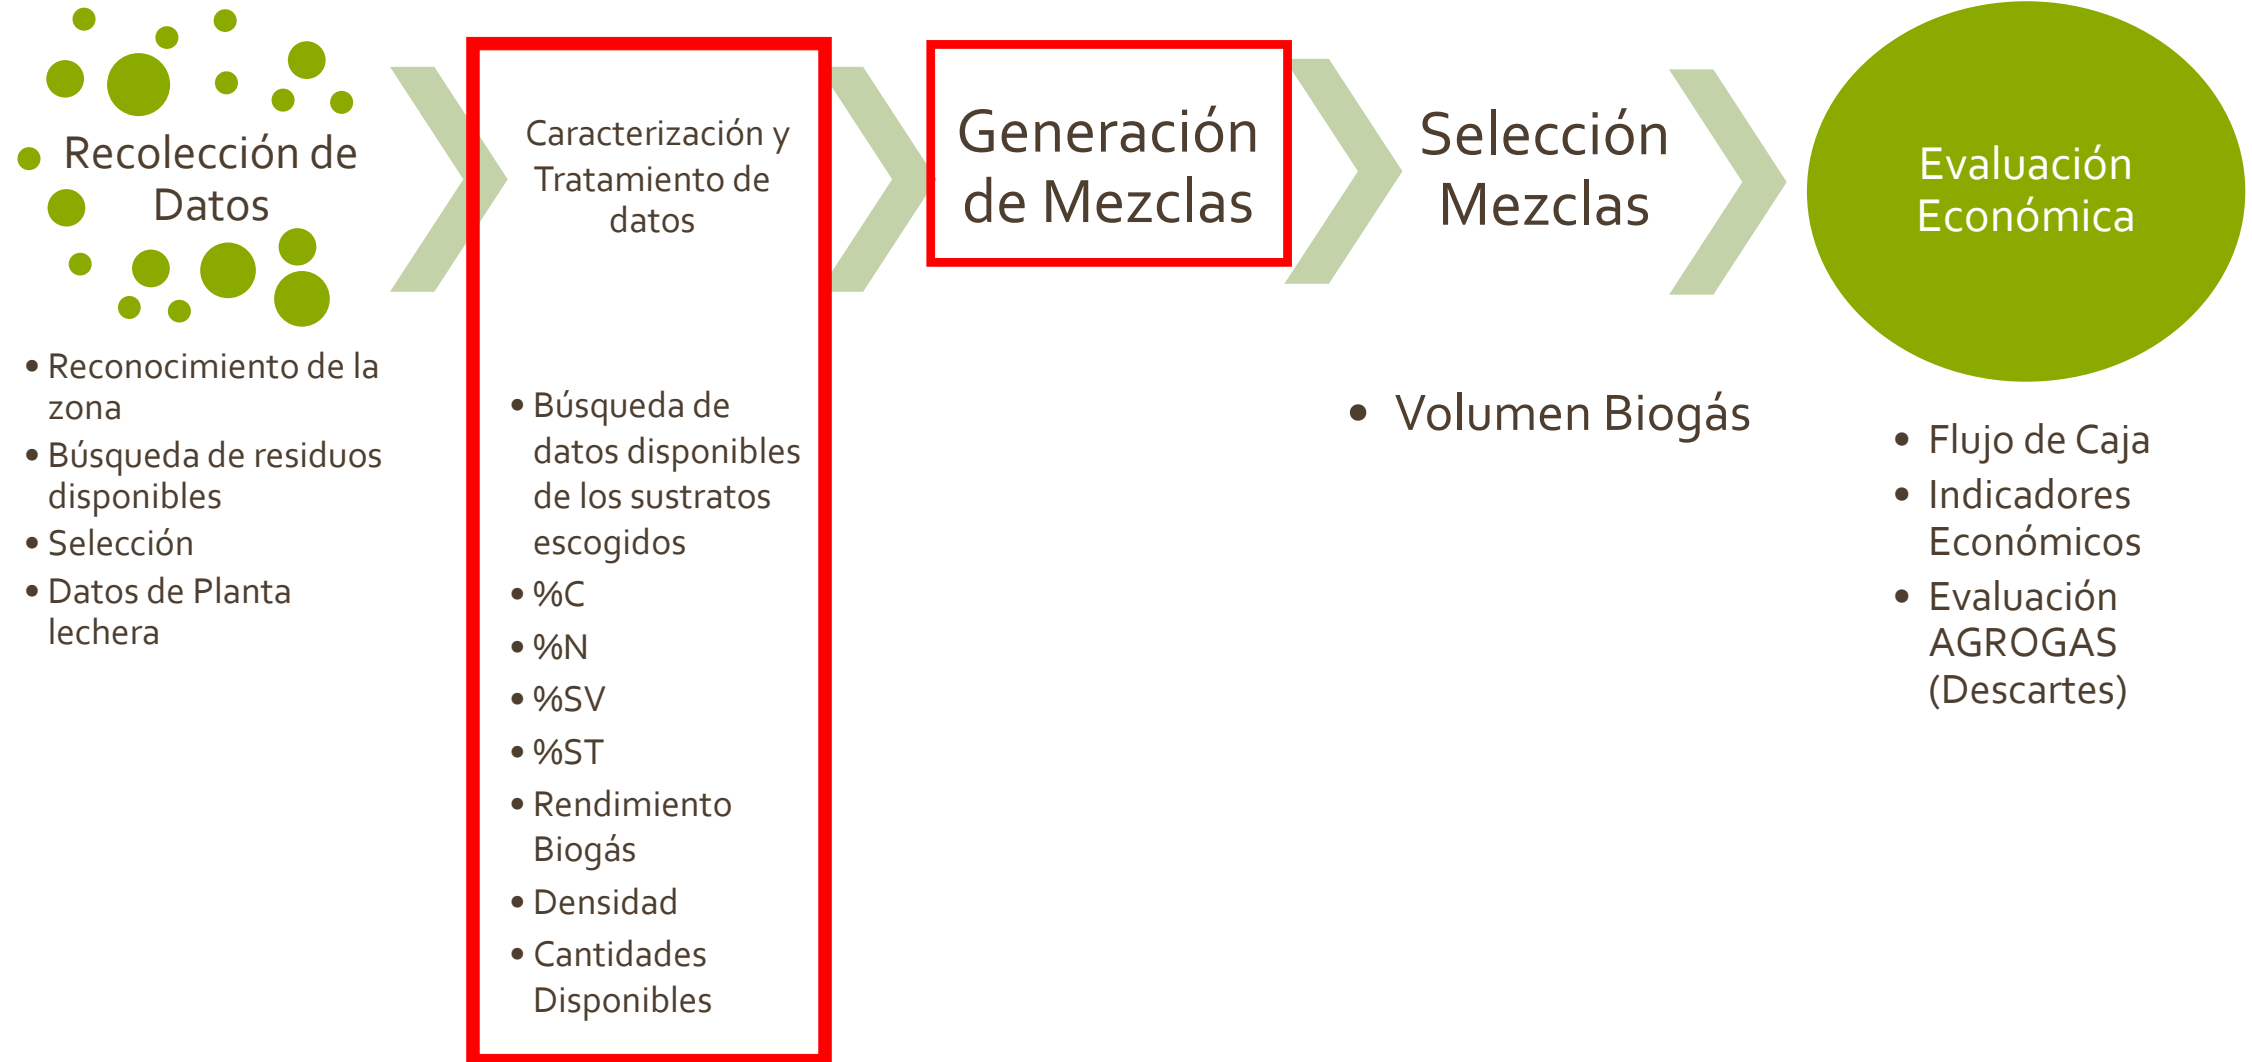 Recolección de
Datos
• Reconocimiento de la
zona
• Búsqueda de residuos
disponibles
• Selección
• Datos de Planta
lechera
Caracterización y
Tratamiento de
datos
• Búsqueda de
datos disponibles
de los sustratos
escogidos
• %C
• %N
• %SV
• %ST
• Rendimiento
Biogás
• Densidad
• Cantidades
Disponibles
Generación
de Mezclas
Selección
Mezclas
• Volumen Biogás
Evaluación
Económica
• Flujo de Caja
• Indicadores
Económicos
• Evaluación
AGROGAS
(Descartes)